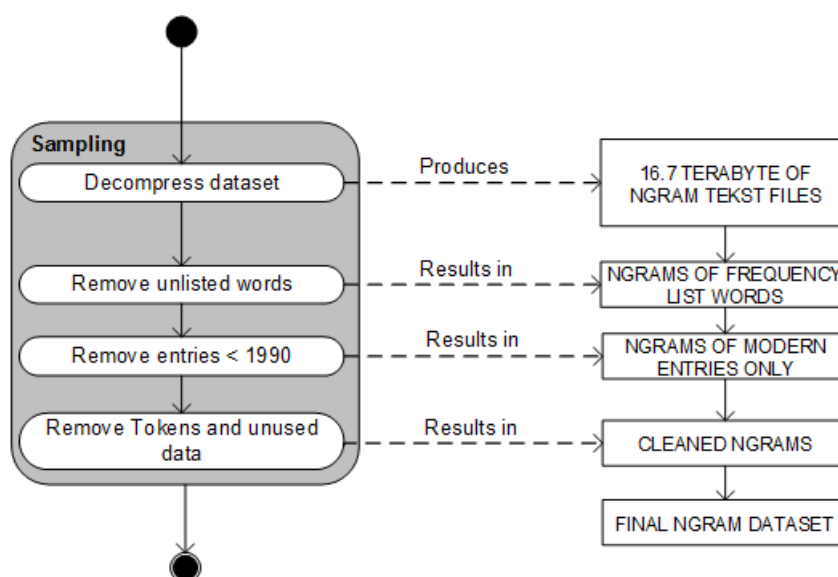 Sampling
Decompress dataset
Produces
16.7 TERABYTE OF
NGRAM TEKST FILES
Remove unlisted words
Results in
NGRAMS OF FREQUENCY
LIST WORDS
Remove entries < 1990
Results in
NGRAMS OF MODERN
ENTRIES ONLY
Remove Tokens and unused
data
Results in
CLEANED NGRAMS
FINAL NGRAM DATASET